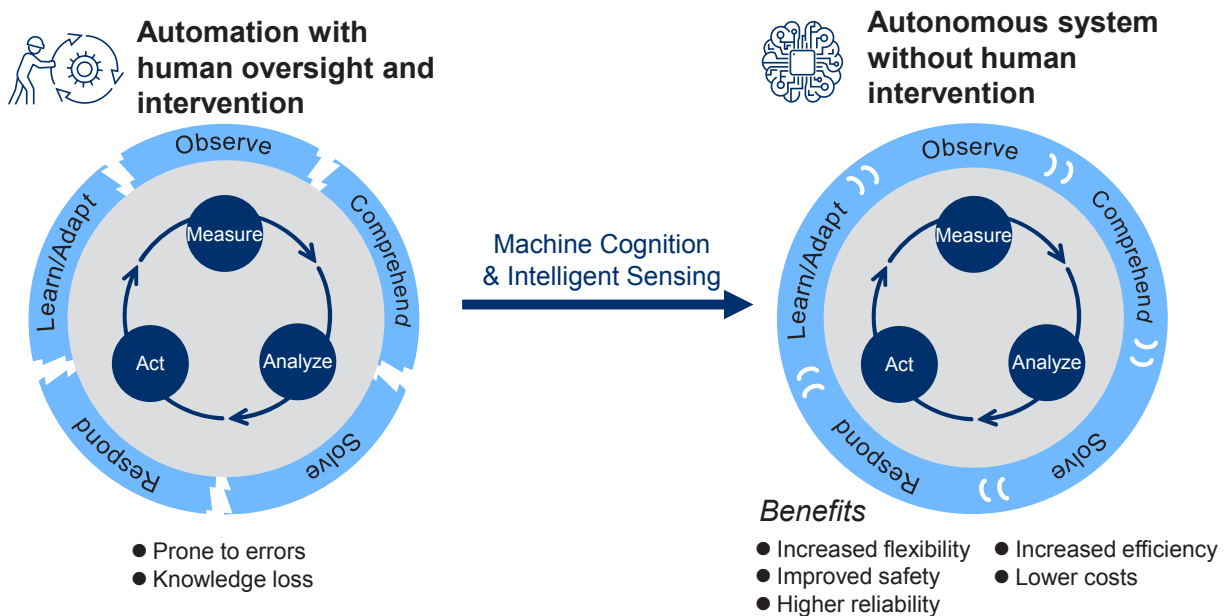 Automation with
human oversight and
intervention
Observe
Comprehend
Solve
Respond
Learn/Adapt
Measure
Analyze
Act
● Prone to errors
● Knowledge loss
Machine Cognition
& Intelligent Sensing
Autonomous system
without human
intervention
Observe
Comprehend
Solve
Respond
Learn/Adapt
Measure
Analyze
Act
Benefits
● Increased flexibility
● Improved safety
● Higher reliability
● Increased efficiency
● Lower costs